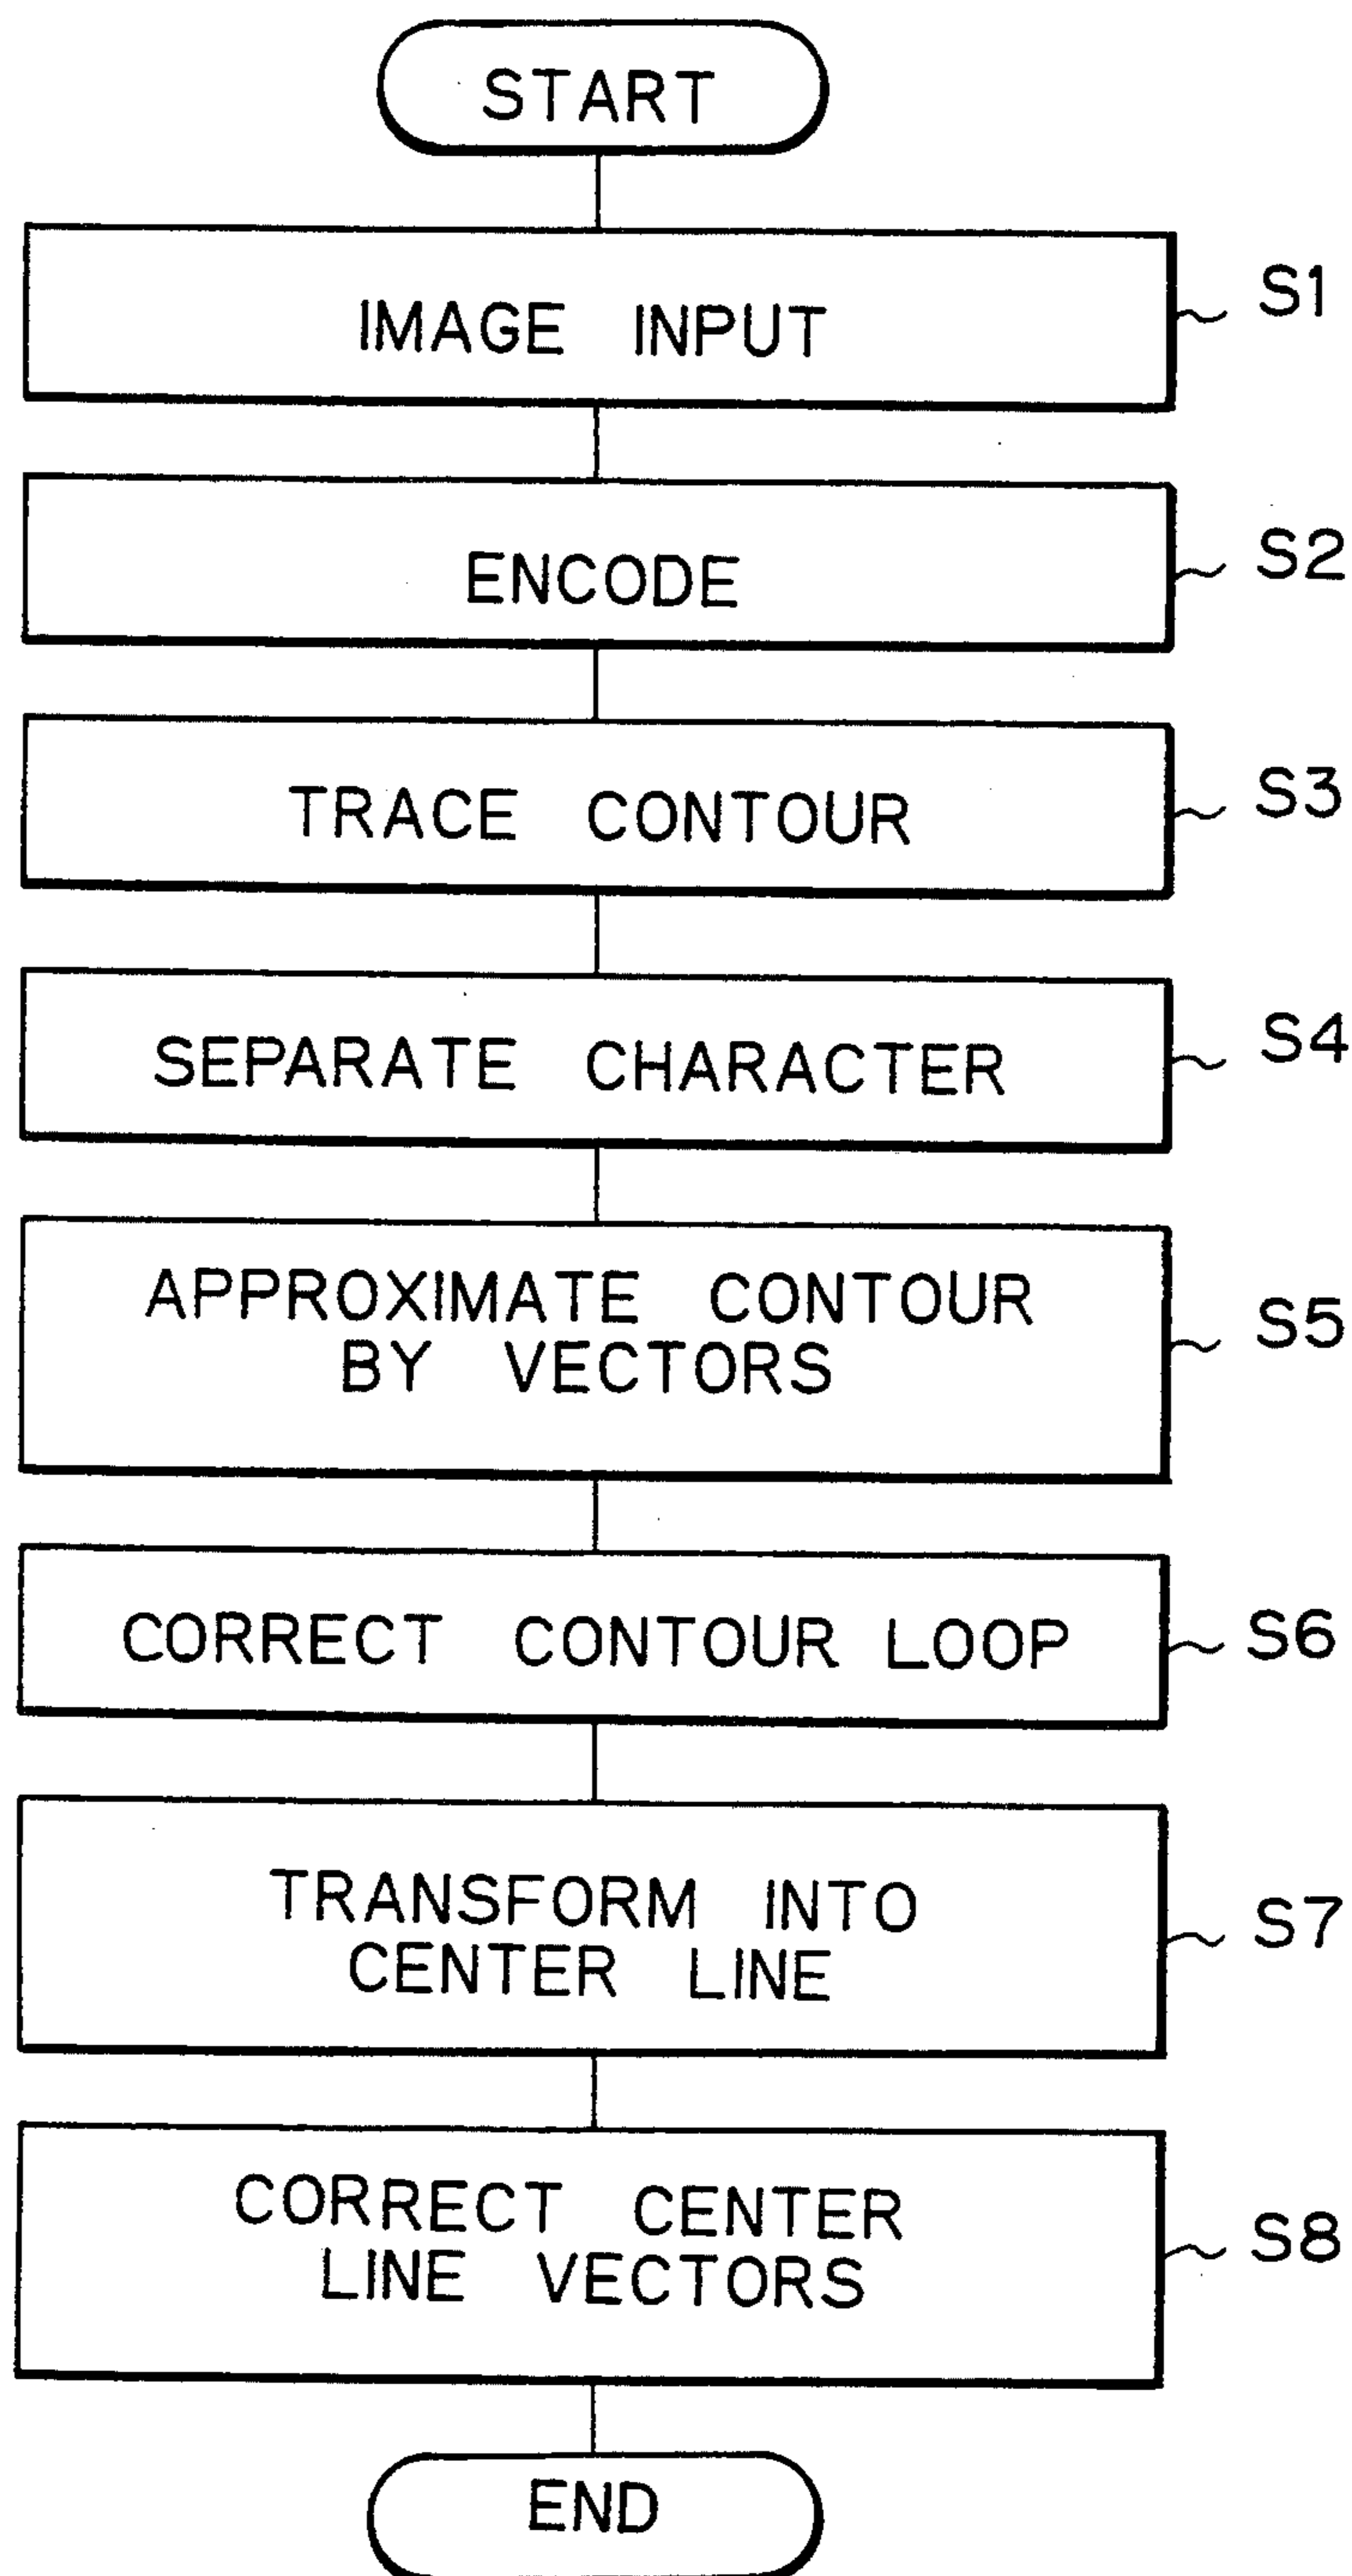 START
IMAGE INPUT
S1
ENCODE
S2
TRACE CONTOUR
S3
SEPARATE CHARACTER
S4
APPROXIMATE CONTOUR
BY VECTORS
S5
CORRECT CONTOUR LOOP
S6
TRANSFORM INTO
CENTER LINE
S7
CORRECT CENTER
LINE VECTORS
S8
END